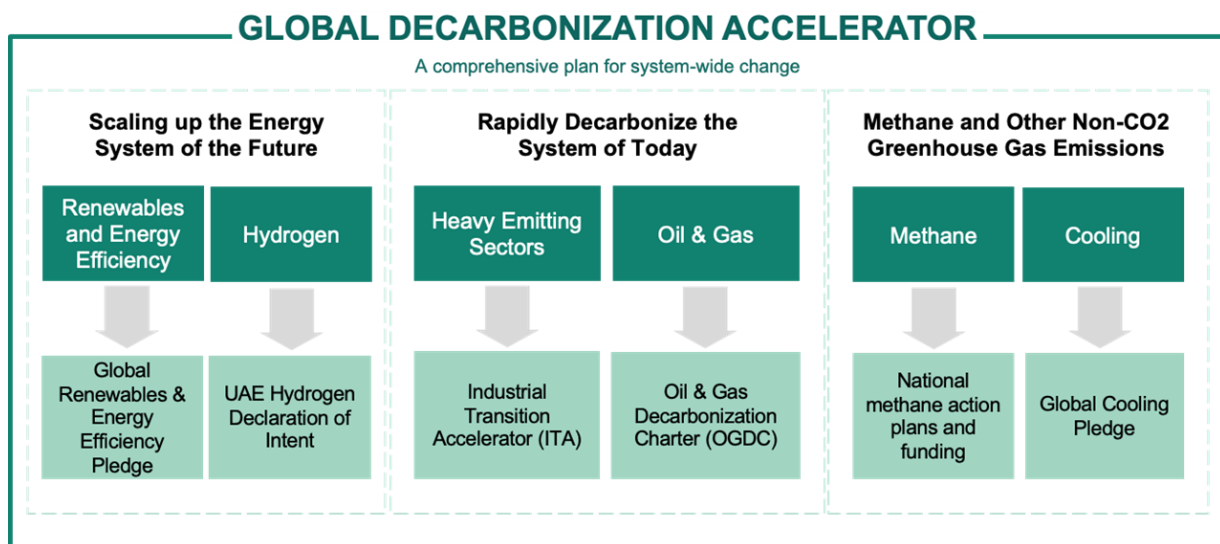 GLOBAL DECARBONIZATION ACCELERATOR
A comprehensive plan for system-wide change
Scaling up the Energy
System of the Future
Renewables
and Energy
Efficiency
Hydrogen
Global
Renewables &
Energy
Efficiency
Pledge
UAE Hydrogen
Declaration of
Intent
Rapidly Decarbonize the
System of Today
Heavy Emitting
Sectors
Oil & Gas
Industrial
Transition
Accelerator (ITA)
Oil & Gas
Decarbonization
Charter (OGDC)
Methane and Other Non-CO2
Greenhouse Gas Emissions
Methane
Cooling
National
methane action
plans and
funding
Global Cooling
Pledge